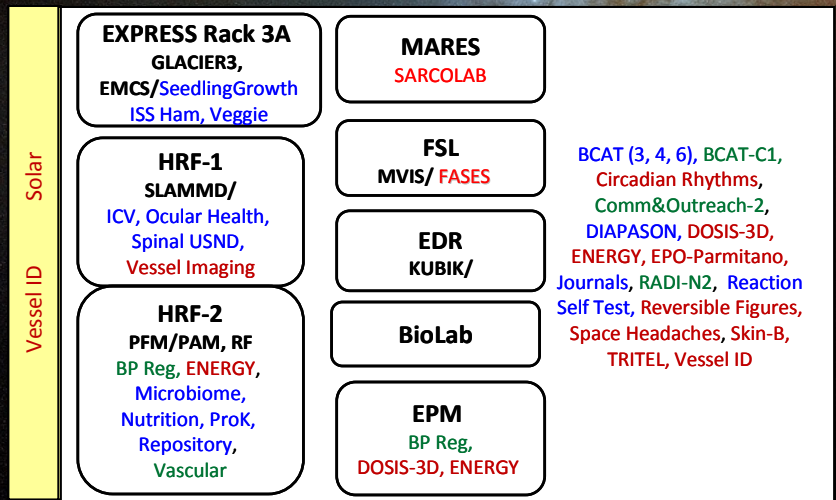 Vessel ID Solar
EXPRESS Rack 3A
GLACIER3,
EMCS/SeedlingGrowth
ISS Ham, Veggie
HRF-1
SLAMMD/
ICV, Ocular Health,
Spinal USND,
Vessel Imaging
HRF-2
PFM/PAM, RF
BP Reg, ENERGY,
Microbiome,
Nutrition, ProK,
Repository,
Vascular
MARES
SARCOLAB
FSL
MVIS/ FASES
EDR
KUBIK/
BioLab
EPM
BP Reg,
DOSIS-3D, ENERGY
BCAT (3, 4, 6), BCAT-C1,
Circadian Rhythms,
Comm&Outreach-2,
DIAPASON, DOSIS-3D,
ENERGY, EPO-Parmitano,
Journals, RADI-N2, Reaction
Self Test, Reversible Figures,
Space Headaches, Skin-B,
TRITEL, Vessel ID